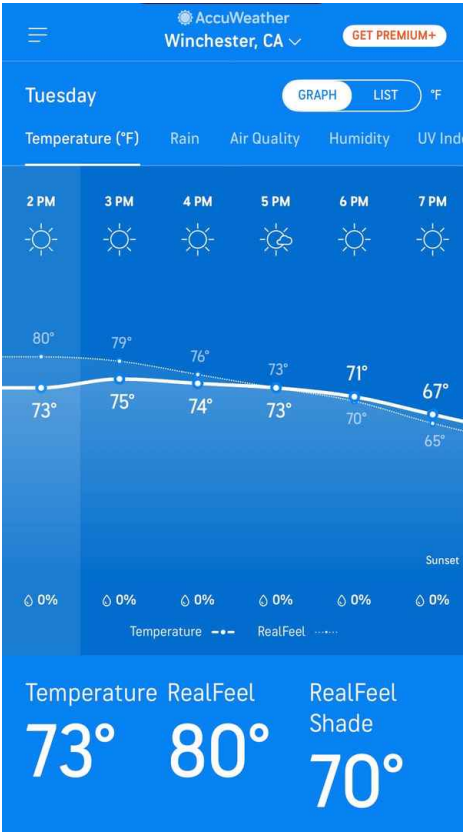 AccuWeather
Winchester, CA
GET PREMIUM+
Tuesday
GRAPH LIST °F
Temperature (°F) Rain Air Quality Humidity UV Ind
2 PM 3 PM 4 PM 5 PM 6 PM 7 PM
80° 79° 76° 73° 71° 67°
73° 75° 74° 73° 70° 65°
Sunset
0% 0% 0% 0% 0% 0%
Temperature RealFeel
Temperature RealFeel RealFeel Shade
73° 80° 70°